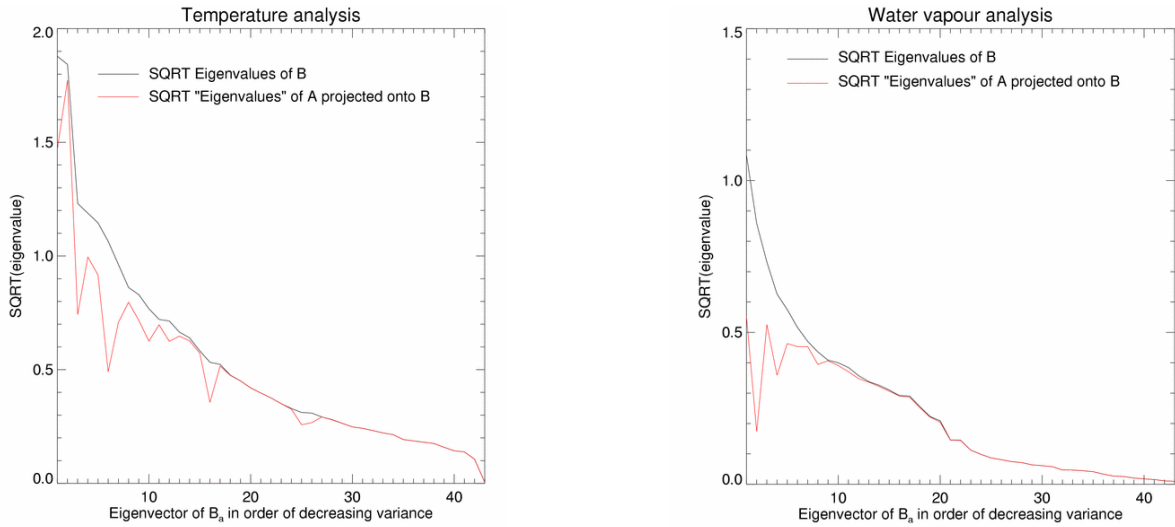 Temperature analysis
2.0
1.5
1.0
0.5
0.0
SQRT(eigenvalue)
SQRT Eigenvalues of B
SQRT "Eigenvalues" of A projected onto B
10
20
30
40
Eigenvector of Bₐ in order of decreasing variance
Water vapour analysis
1.5
1.0
0.5
0.0
SQRT(eigenvalue)
SQRT Eigenvalues of B
SQRT "Eigenvalues" of A projected onto B
10
20
30
40
Eigenvector of Bₐ in order of decreasing variance